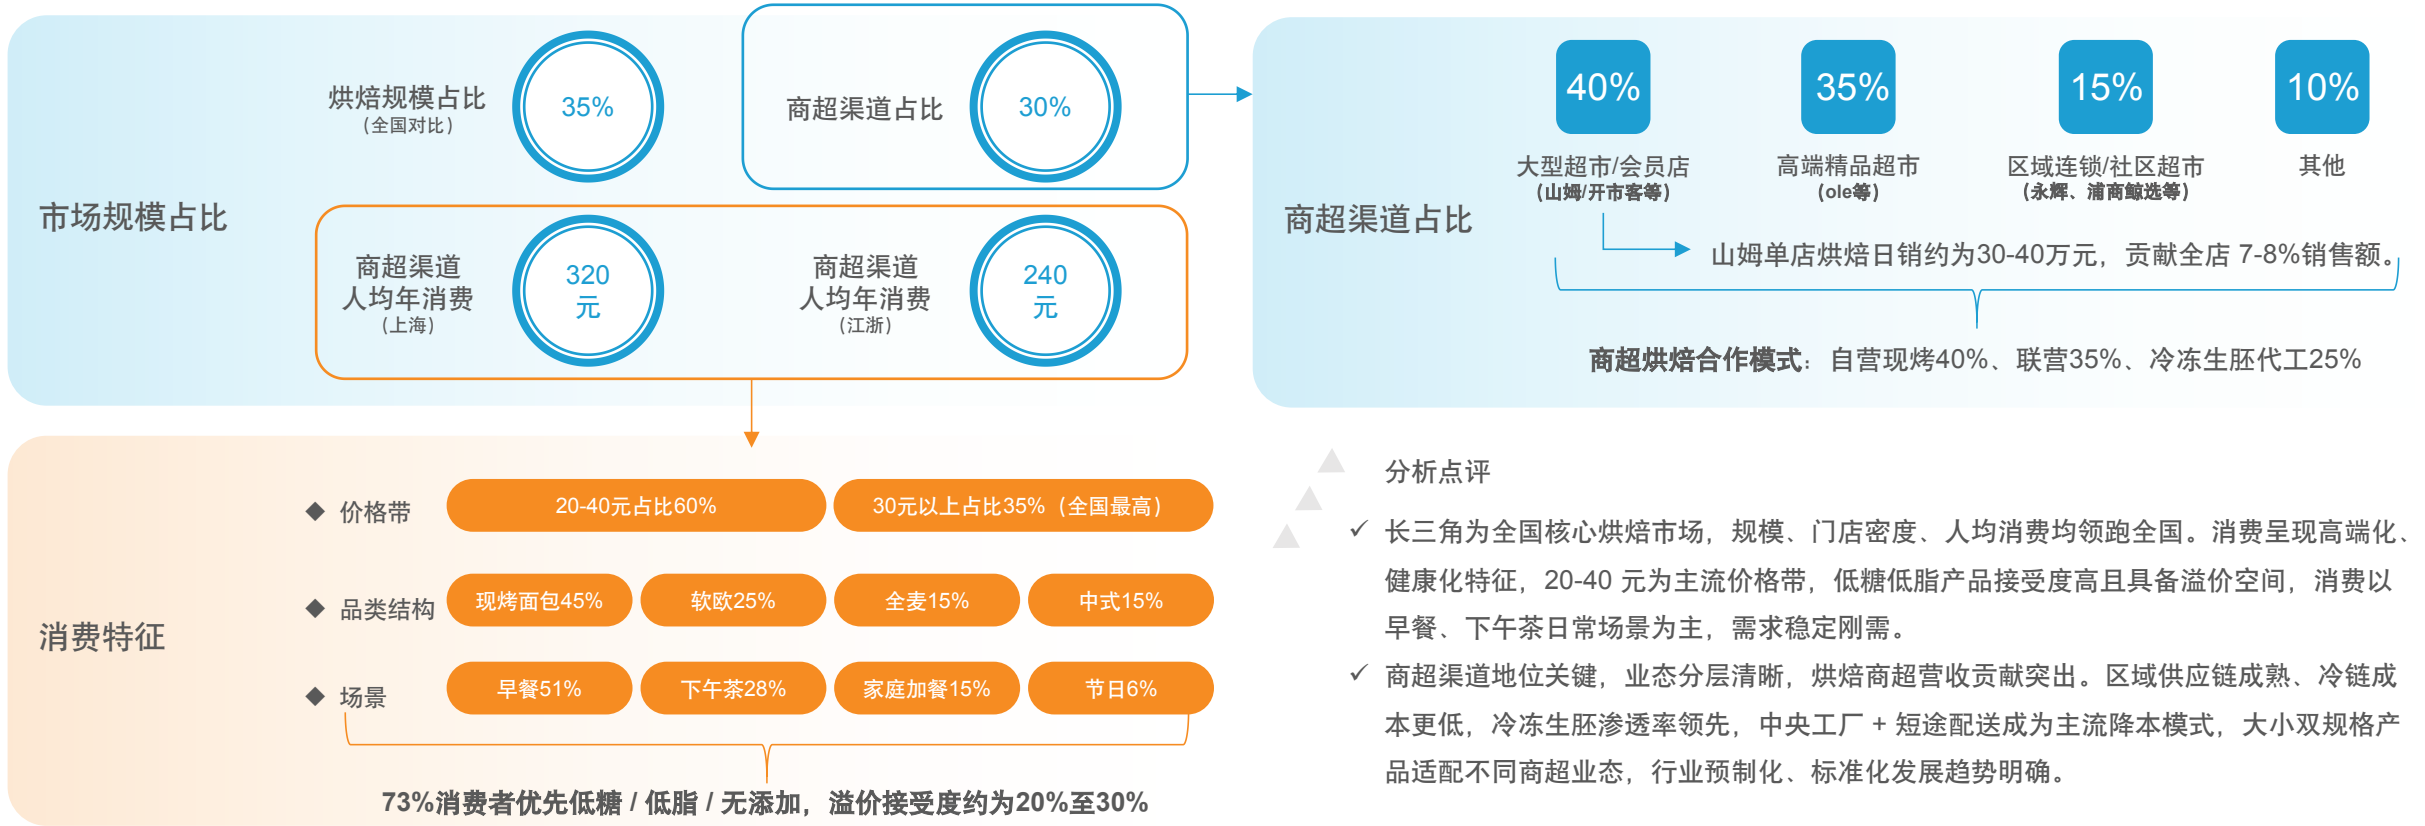 市场规模占比
烘焙规模占比
（全国对比）
35%
商超渠道占比
30%
商超渠道
人均年消费
（上海）
320
元
商超渠道
人均年消费
（江浙）
240
元
商超渠道占比
40%
大型超市/会员店
（山姆/开市客等）
35%
高端精品超市
（ole等）
15%
区域连锁/社区超市
（永辉、浦商鲸选等）
10%
其他
山姆单店烘焙日销约为30-40万元，贡献全店 7-8%销售额。
商超烘焙合作模式：自营现烤40%、联营35%、冷冻生胚代工25%
消费特征
◆ 价格带
20-40元占比60%
30元以上占比35%（全国最高）
◆ 品类结构
现烤面包45%
软欧25%
全麦15%
中式15%
◆ 场景
早餐51%
下午茶28%
家庭加餐15%
节日6%
73%消费者优先低糖 / 低脂 / 无添加，溢价接受度约为20%至30%
分析点评
✓ 长三角为全国核心烘焙市场，规模、门店密度、人均消费均领跑全国。消费呈现高端化、
健康化特征，20-40 元为主流价格带，低糖低脂产品接受度高且具备溢价空间，消费以
早餐、下午茶日常场景为主，需求稳定刚需。
✓ 商超渠道地位关键，业态分层清晰，烘焙商超营收贡献突出。区域供应链成熟、冷链成
本更低，冷冻生胚渗透率领先，中央工厂 + 短途配送成为主流降本模式，大小双规格产
品适配不同商超业态，行业预制化、标准化发展趋势明确。